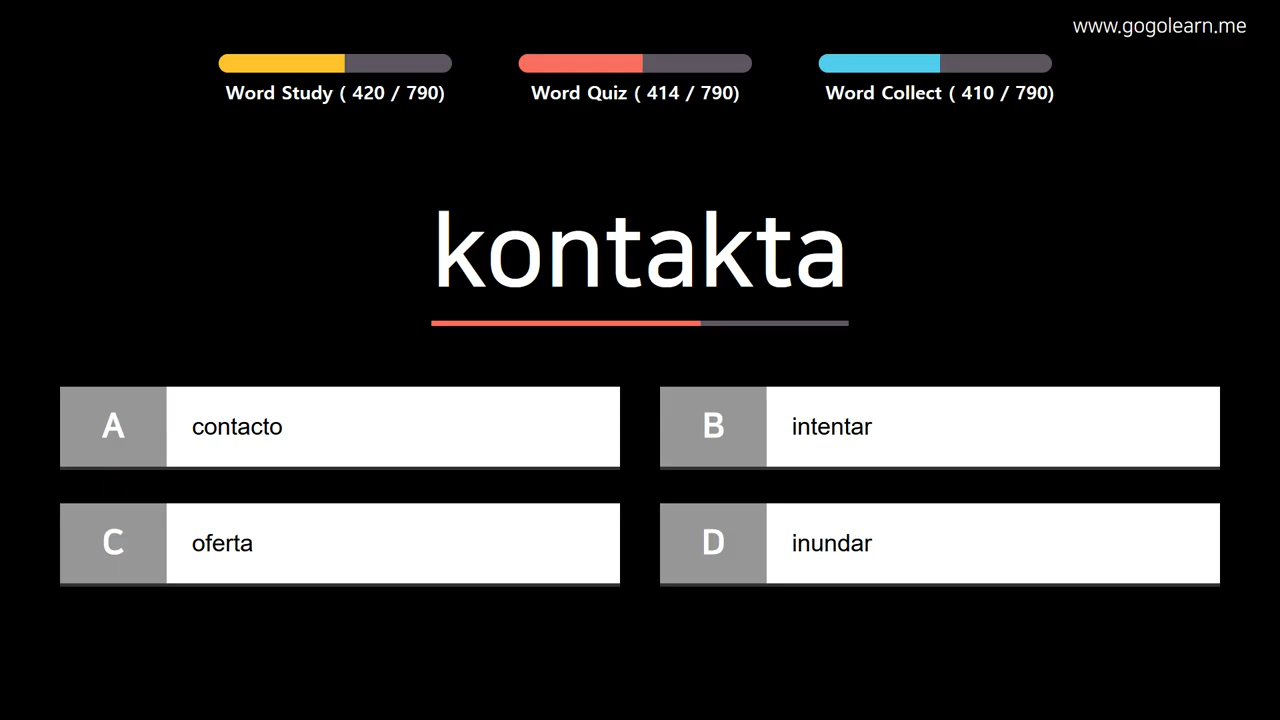 www.gogolearn.me
Word Study ( 420 / 790)
Word Quiz ( 414 / 790)
Word Collect ( 410 / 790)
kontakta
A contacto
B intentar
C oferta
D inundar